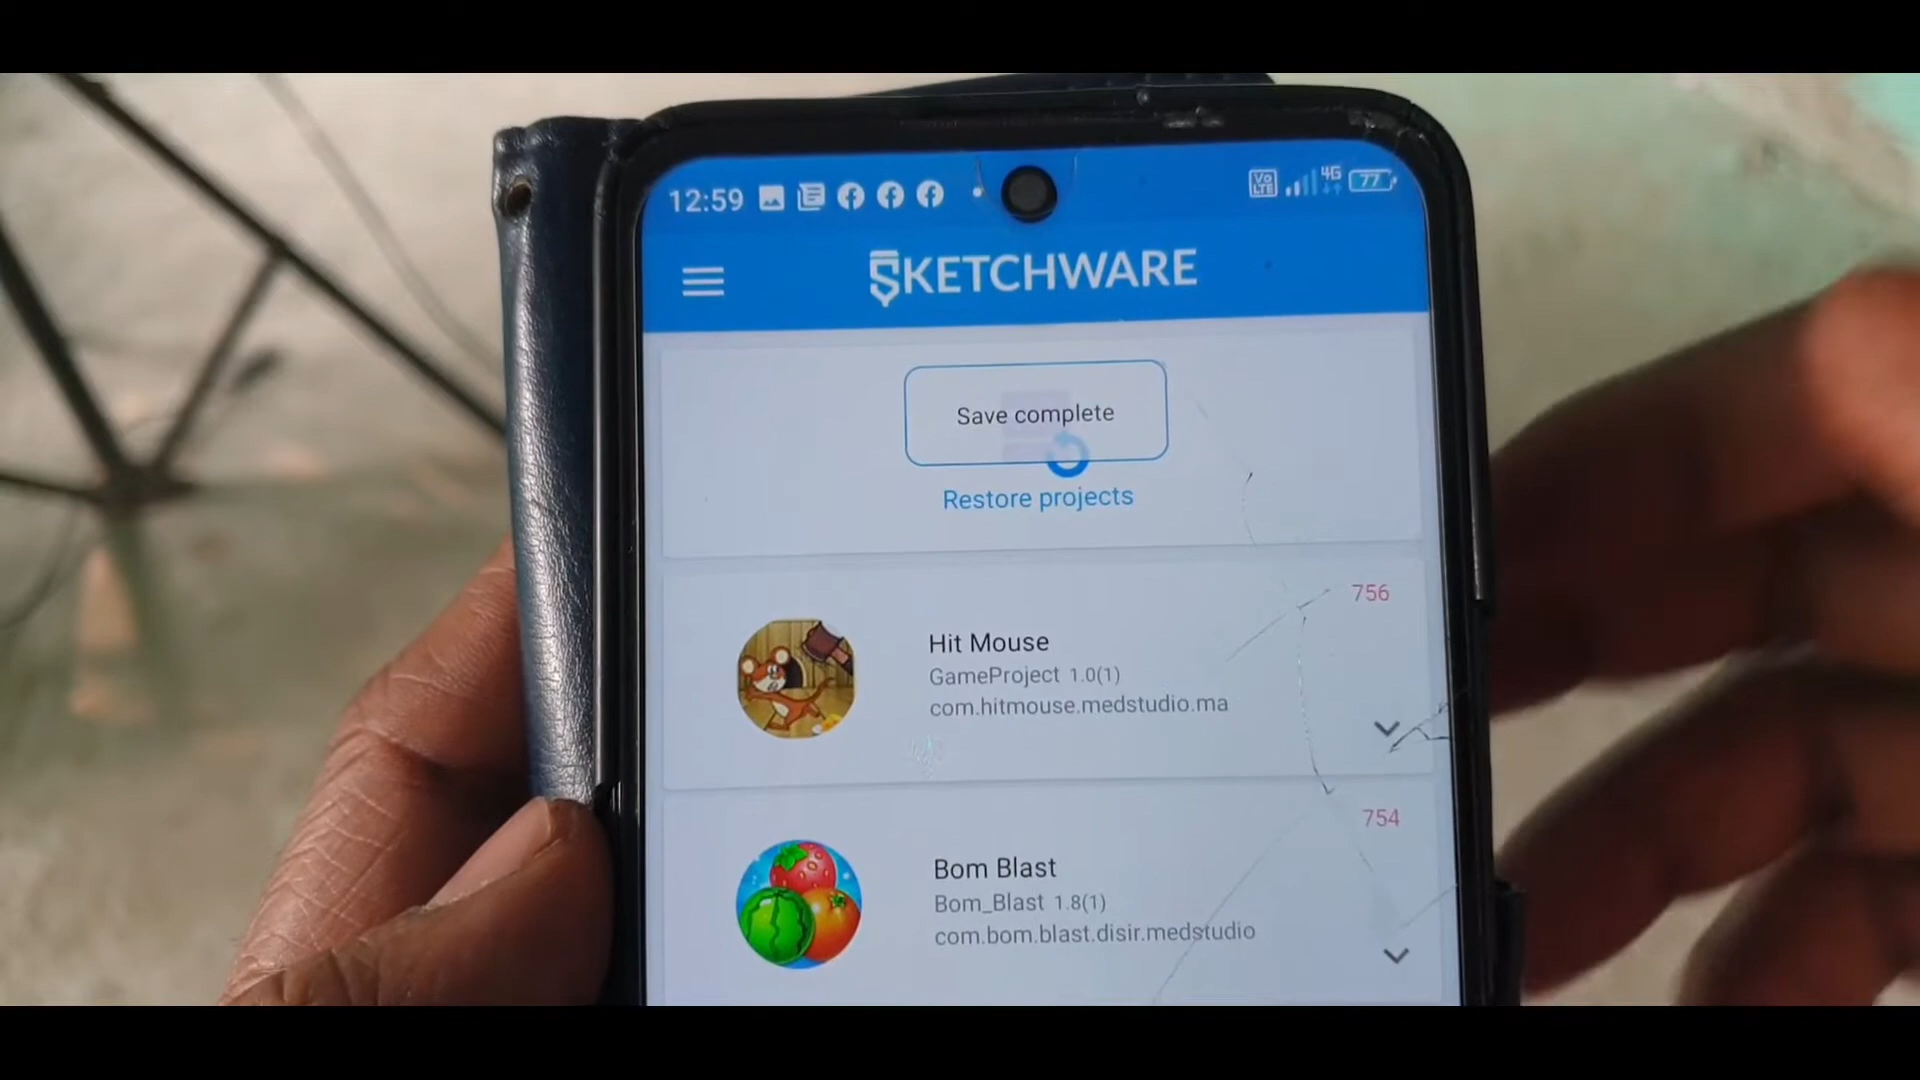 12:59
VoLTE 4G 77
SKETCHWARE
Save complete
Restore projects
756
Hit Mouse
GameProject 1.0(1)
com.hitmouse.medstudio.ma
754
Bom Blast
Bom_Blast 1.8(1)
com.bom.blast.disir.medstudio